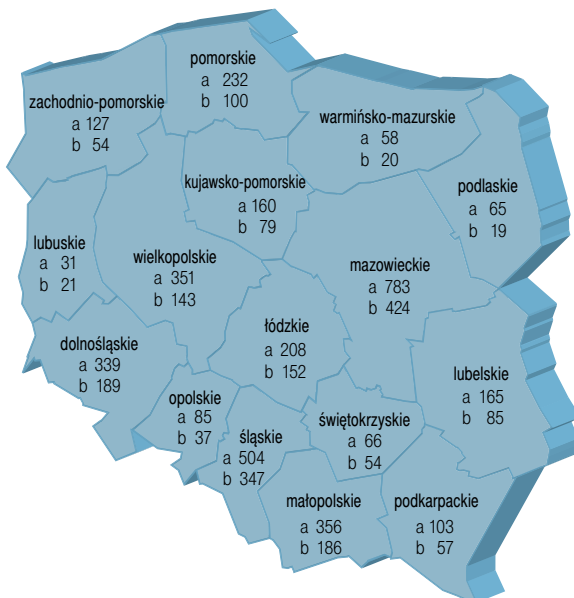 pomorskie
a 232
b 100
zachodnio-pomorskie
a 127
b 54
warmińsko-mazurskie
a 58
b 20
kujawsko-pomorskie
a 160
b 79
podlaskie
a 65
b 19
lubuskie
a 31
b 21
wielkopolskie
a 351
b 143
mazowieckie
a 783
b 424
łódzkie
a 208
b 152
dolnośląskie
a 339
b 189
lubelskie
a 165
b 85
opolskie
a 85
b 37
śląskie
a 504
b 347
świętokrzyskie
a 66
b 54
małopolskie
a 356
b 186
podkarpackie
a 103
b 57